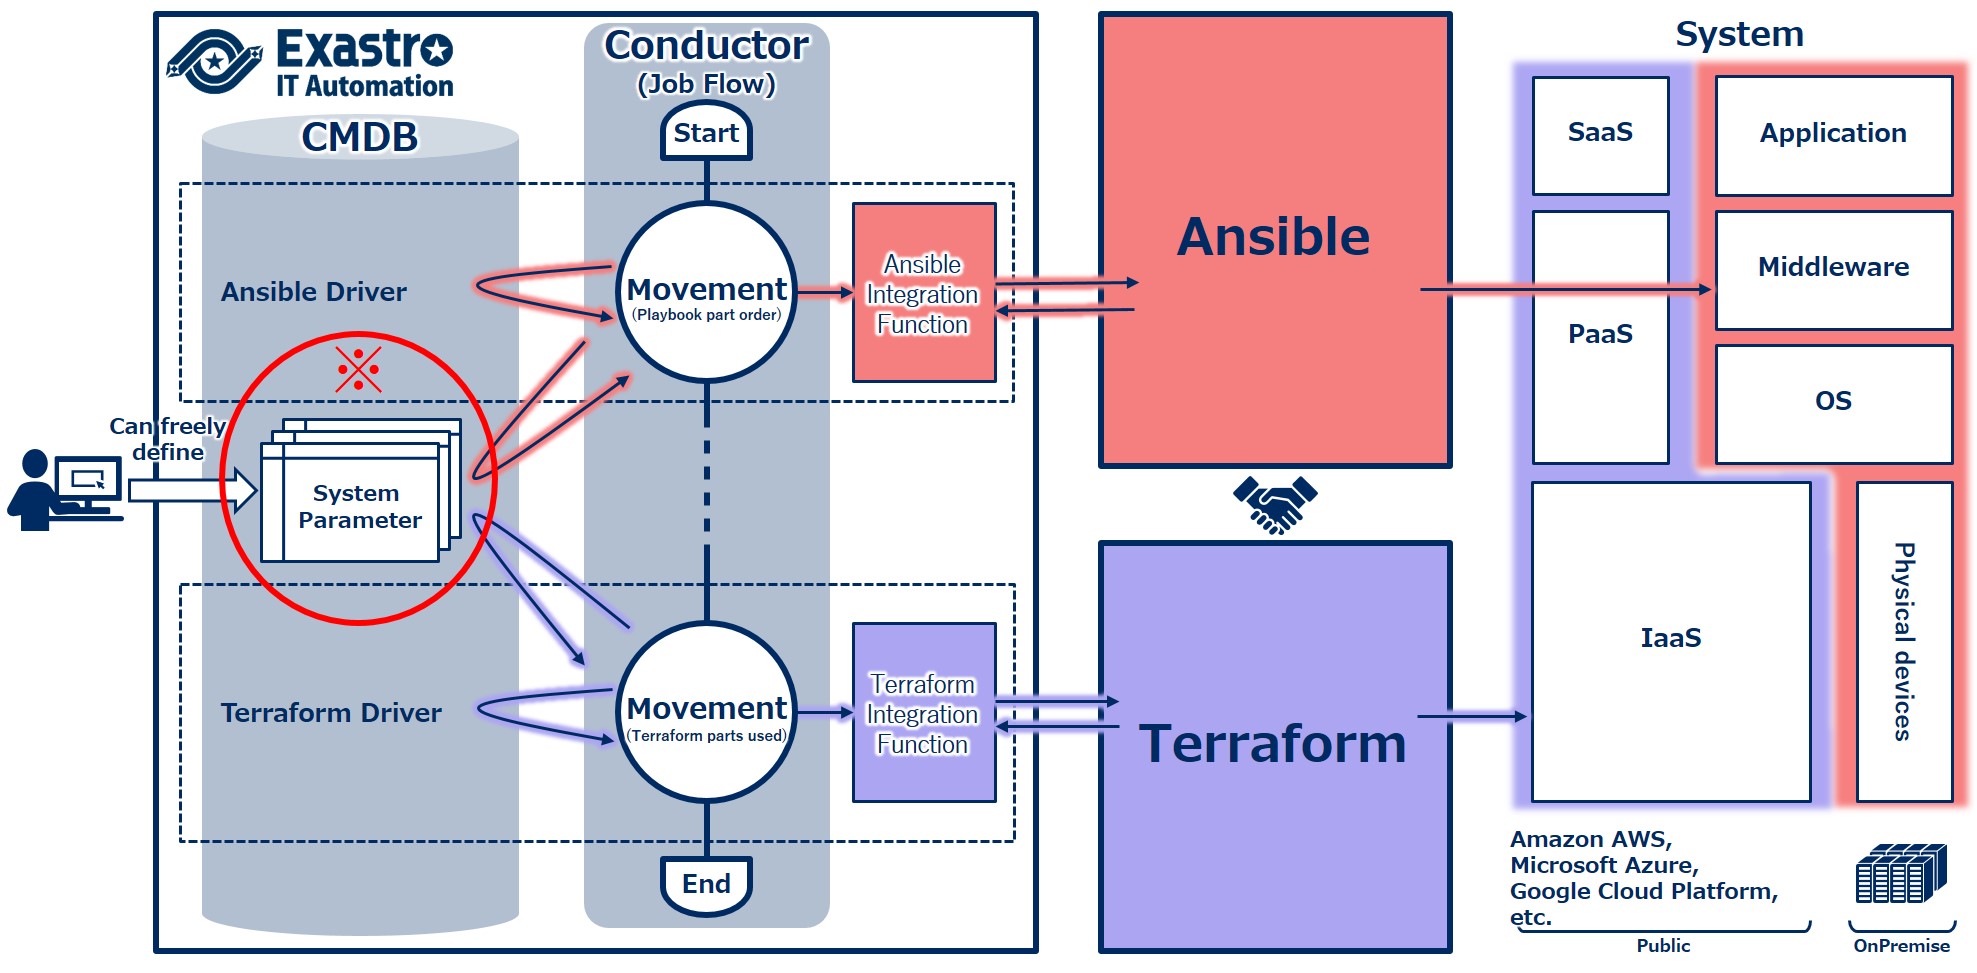 Exastro
IT Automation
CMDB
Conductor
(Job Flow)
Start
Ansible Driver
Movement
(Playbook part order)
Ansible
Integration
Function
※
Can freely
define
System
Parameter
Terraform Driver
Movement
(Terraform parts used)
Terraform
Integration
Function
End
Ansible
Terraform
System
SaaS
Application
PaaS
Middleware
OS
IaaS
Physical devices
Amazon AWS,
Microsoft Azure,
Google Cloud Platform,
etc.
Public
OnPremise